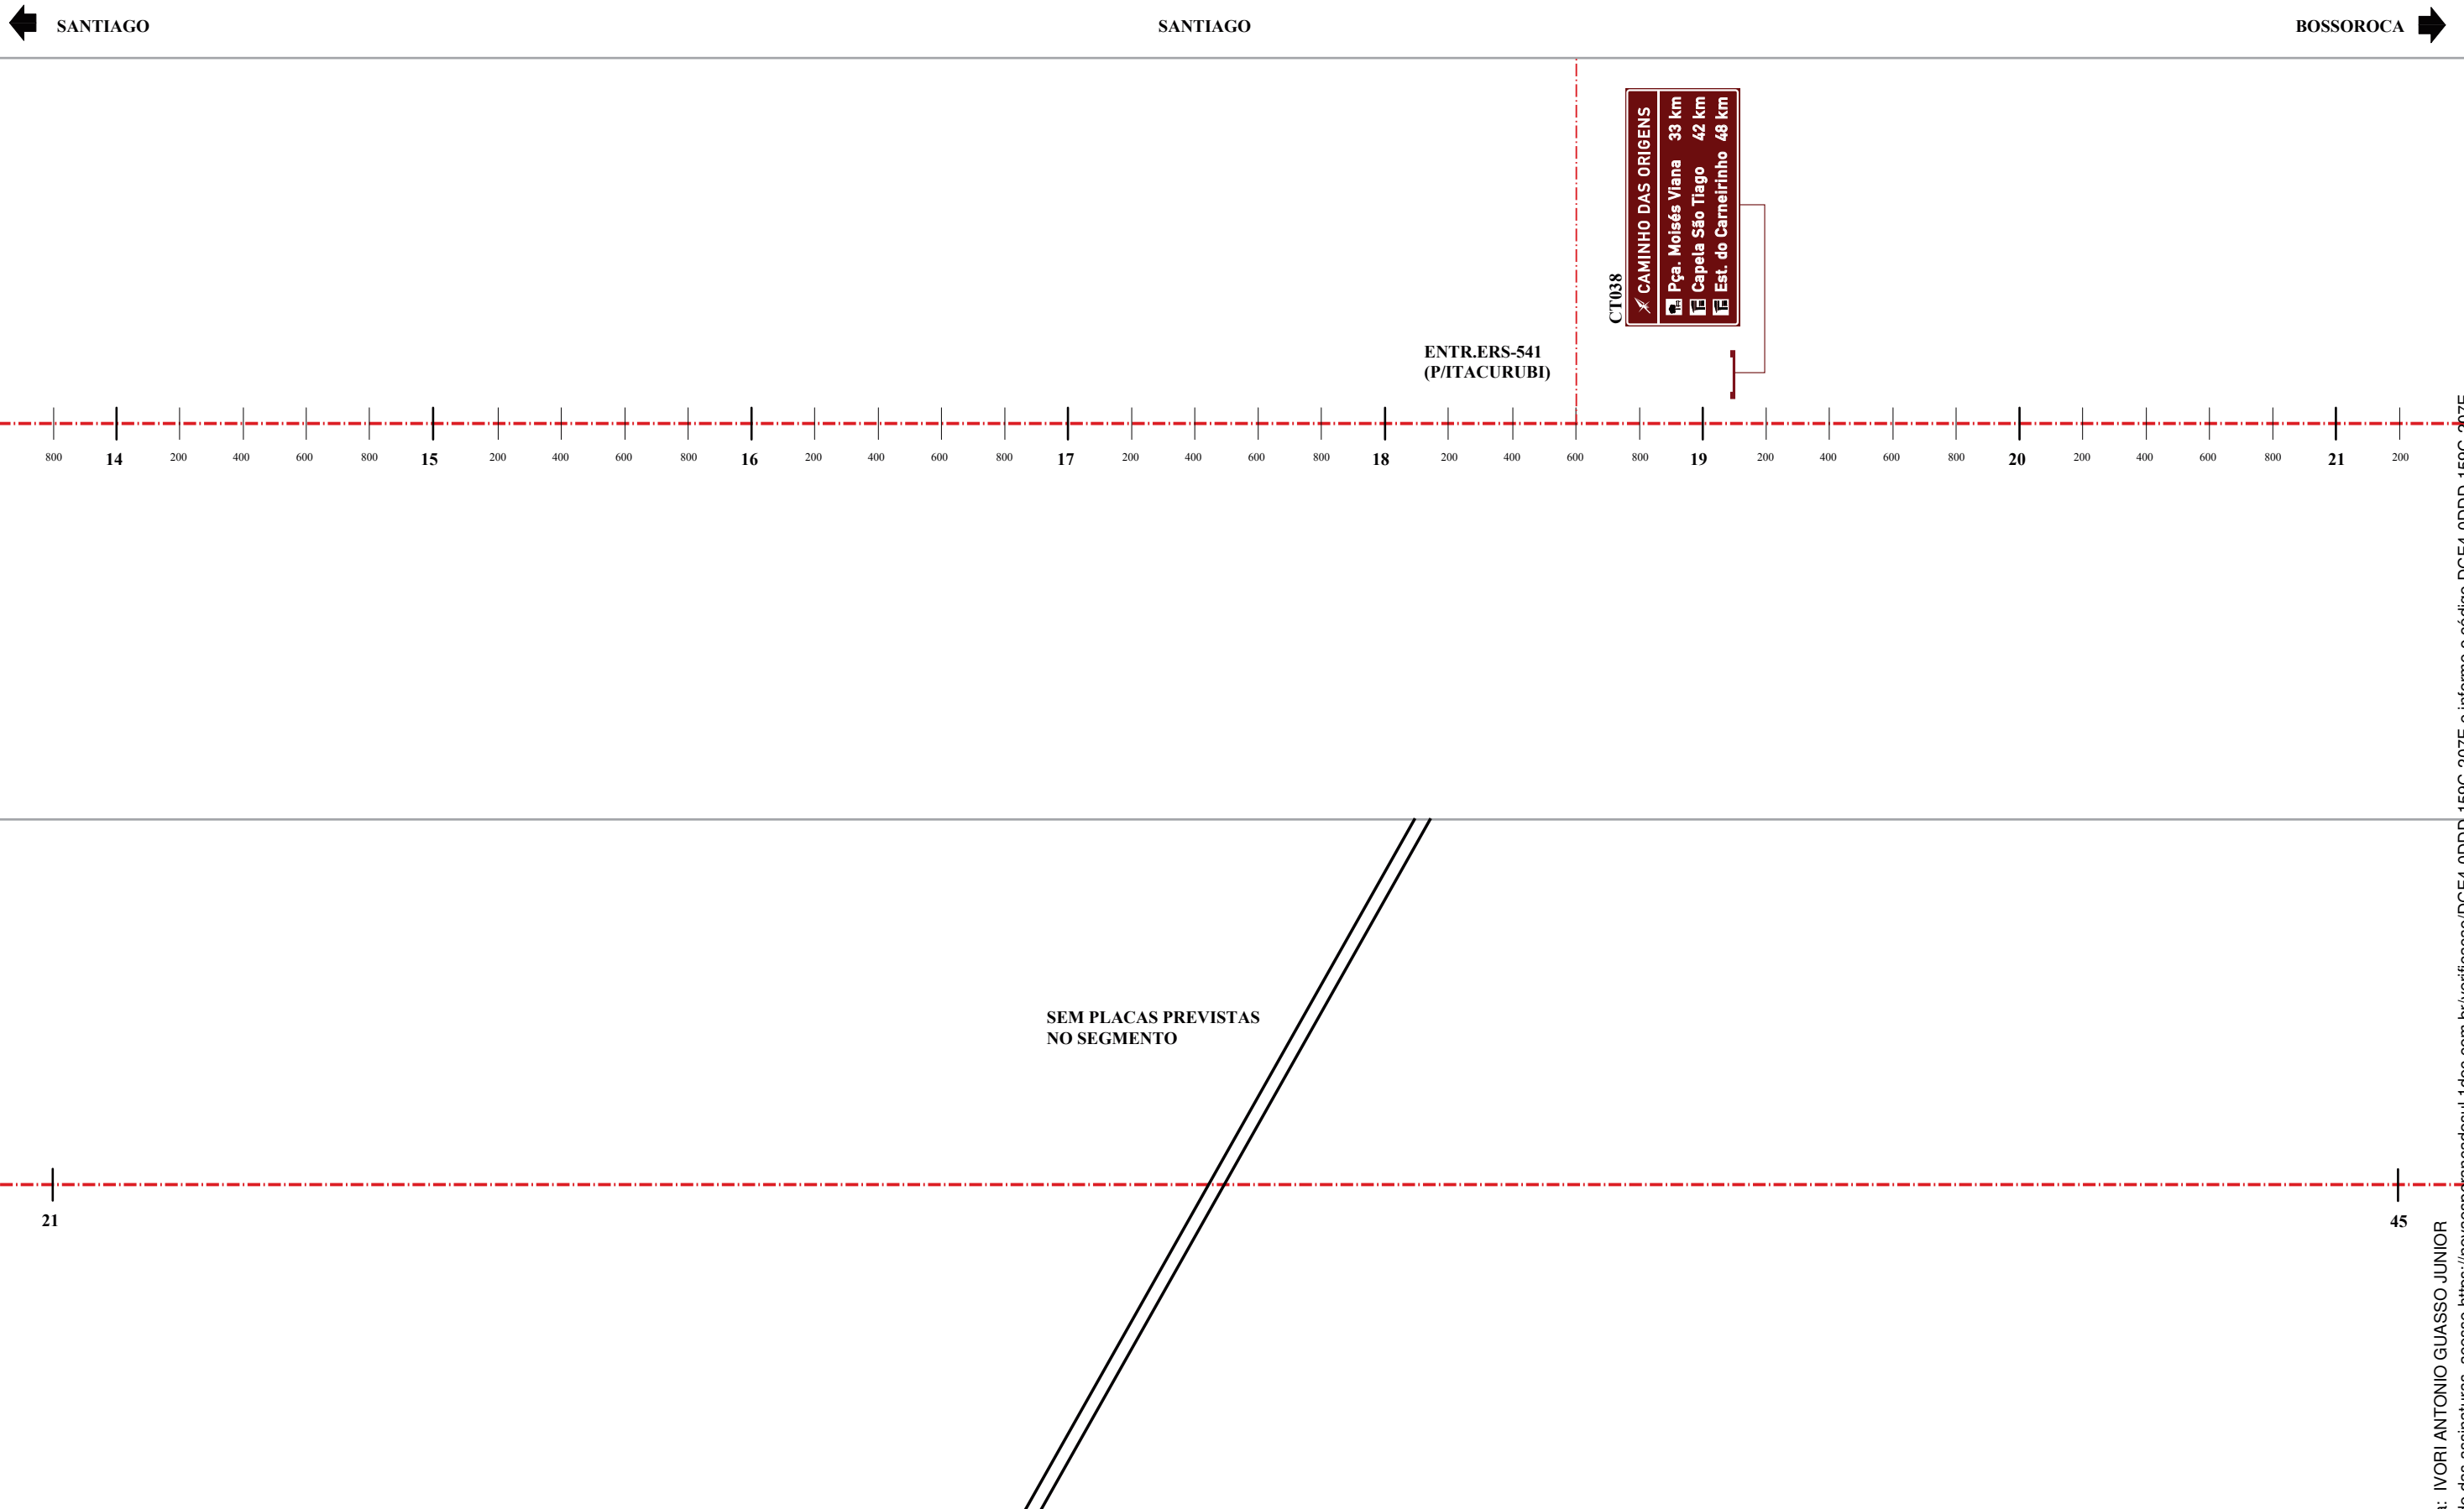 SANTIAGO
SANTIAGO
BOSSOROCA
CT038
CAMINHO DAS ORIGENS
Pça. Moisés Viana 33 km
Capela São Tiago 42 km
Est. do Carneirinho 48 km
ENTR.ERS-541
(P/ITACURUBI)
800 14 200 400 600 800 15 200 400 600 800 16 200 400 600 800 17 200 400 600 800 18 200 400 600 800 19 200 400 600 800 20 200 400 600 800 21 200
SEM PLACAS PREVISTAS
NO SEGMENTO
21
45
IVORI ANTONIO GUASSO JUNIOR